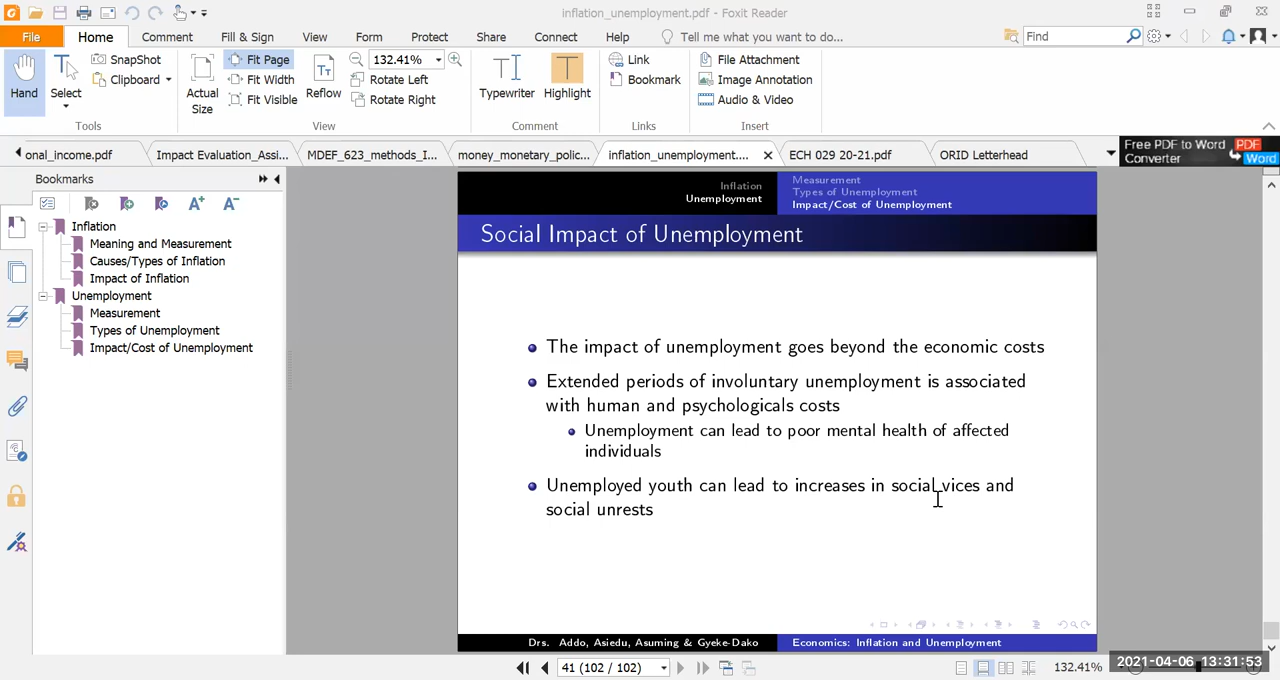 inflation_unemployment.pdf - Foxit Reader
File Home Comment Fill & Sign View Form Protect Share Connect Help Tell me what you want to do... Find
Hand
Select
SnapShot
Clipboard
Tools
Actual
Size
Fit Page
Fit Width
Fit Visible
Reflow
132.41%
Rotate Left
Rotate Right
View
Typewriter
Highlight
Comment
Link
Bookmark
Links
File Attachment
Image Annotation
Audio & Video
Insert
onal_income.pdf Impact Evaluation_Assi... MDEF_623_methods_I... money_monetary_polic... inflation_unemployment.... ECH 029 20-21.pdf ORID Letterhead
Free PDF to Word
Converter
PDF
Word
Bookmarks
Inflation
Meaning and Measurement
Causes/Types of Inflation
Impact of Inflation
Unemployment
Measurement
Types of Unemployment
Impact/Cost of Unemployment
Inflation
Unemployment
Measurement
Types of Unemployment
Impact/Cost of Unemployment
Social Impact of Unemployment
The impact of unemployment goes beyond the economic costs
Extended periods of involuntary unemployment is associated
with human and psychologicals costs
Unemployment can lead to poor mental health of affected
individuals
Unemployed youth can lead to increases in social vices and
social unrests
Drs. Addo, Asiedu, Asuming & Gyeke-Dako Economics: Inflation and Unemployment
41 (102 / 102) 132.41%
2021-04-06 13:31:53